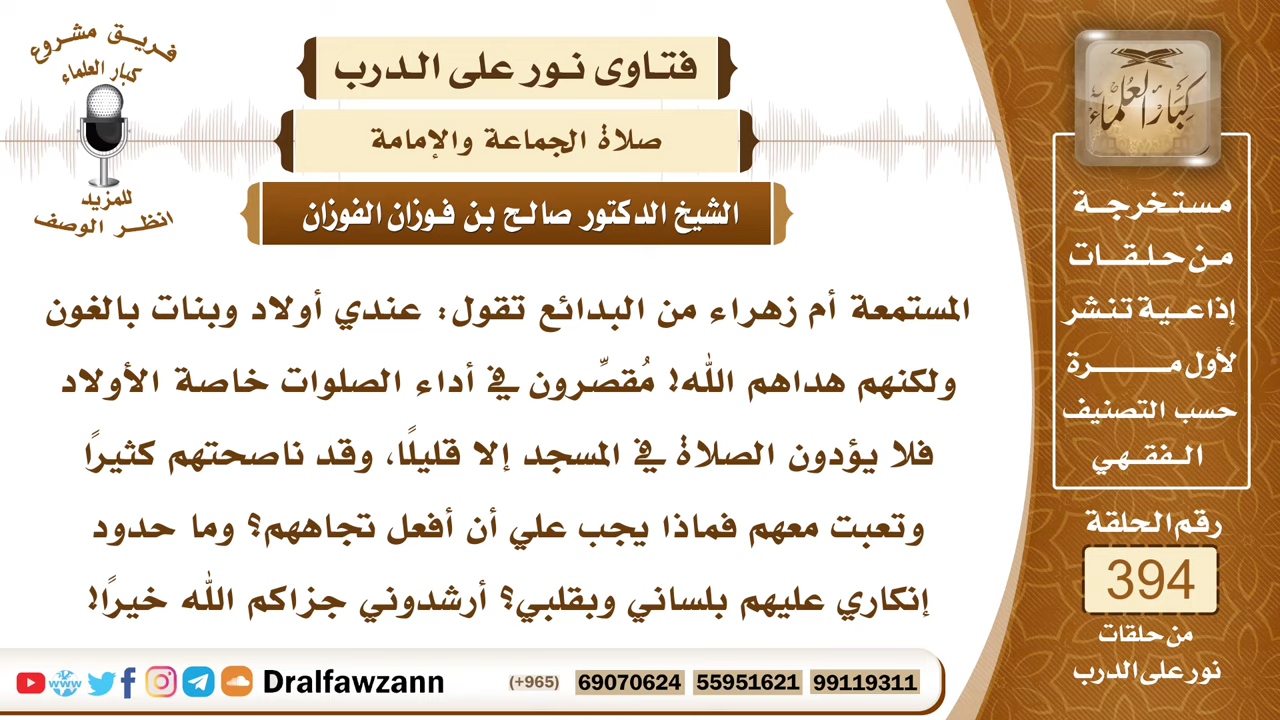 فريق مشروع
كبار العلماء
للمزيد
انظر الوصف
فتاوى نور على الدرب
صلاة الجماعة والإمامة
الشيخ الدكتور صالح بن فوزان الفوزان
المستمعة أم زهراء من البدائع تقول: عندي أولاد وبنات بالغون
ولكنهم هداهم الله! مُقصِّرون في أداء الصلوات خاصة الأولاد
فلا يؤدون الصلاة في المسجد إلا قليلًا، وقد ناصحتهم كثيرًا
وتعبت معهم فماذا يجب علي أن أفعل تجاههم؟ وما حدود
إنكاري عليهم بلساني وبقلبي؟ أرشدوني جزاكم الله خيرًا!
كِبَارُ العُلَمَاءِ
مستخرجة
من حلقات
إذاعية تنشر
لأول مرة
حسب التصنيف
الفقهي
رقم الحلقة
394
من حلقات
نور على الدرب
www
Dralfawzann
(+965) 69070624 55951621 99119311